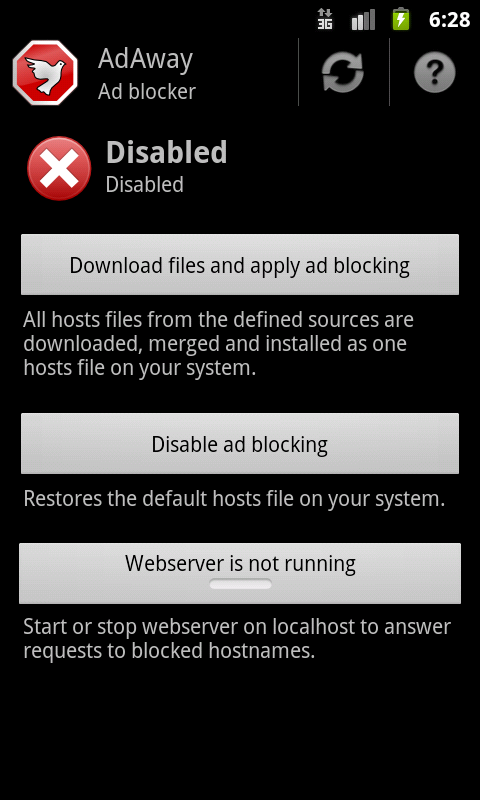 3G
6:28
AdAway
Ad blocker
?
Disabled
Disabled
Download files and apply ad blocking
All hosts files from the defined sources are
downloaded, merged and installed as one
hosts file on your system.
Disable ad blocking
Restores the default hosts file on your system.
Webserver is not running
Start or stop webserver on localhost to answer
requests to blocked hostnames.